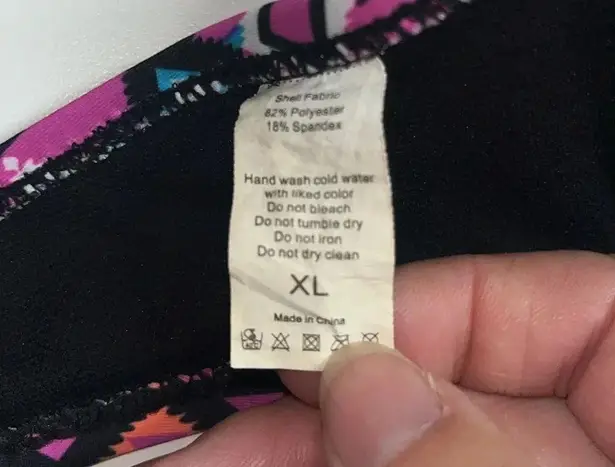 Shell Fabric
82% Polyester
18% Spandex
Hand wash cold water
with liked color
Do not bleach
Do not tumble dry
Do not iron
Do not dry clean
XL
Made in China